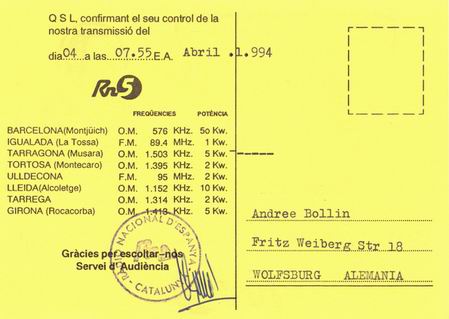 Q S L, confirmant el seu control de la
nostra transmissió del
dia 04 a las 07.55 E.A. Abril .1.994
Rn5
FREQÜENCIES POTÈNCIA
BARCELONA(Montjüich) O.M. 576 KHz. 5o Kw.
IGUALADA (La Tossa) F.M. 89.4 MHz. 1 Kw.
TARRAGONA (Musara) O.M. 1.503 KHz. 5 Kw.
TORTOSA (Montecaro) O.M. 1.395 KHz. 2 Kw.
ULLDECONA F.M. 95 MHz. 2 Kw.
LLEIDA(Alcoletge) O.M. 1.152 KHz. 10 Kw.
TARREGA O.M. 1.314 KHz. 2 Kw.
GIRONA (Rocacorba) O.M. 1.413 KHz. 5 Kw.
RADIO NACIONAL D'ESPANYA
CATALUNYA
Gràcies per escoltar-nos
Servei d'Audiència
Andree Bollin
Fritz Weiberg Str 18
WOLFSBURG ALEMANIA